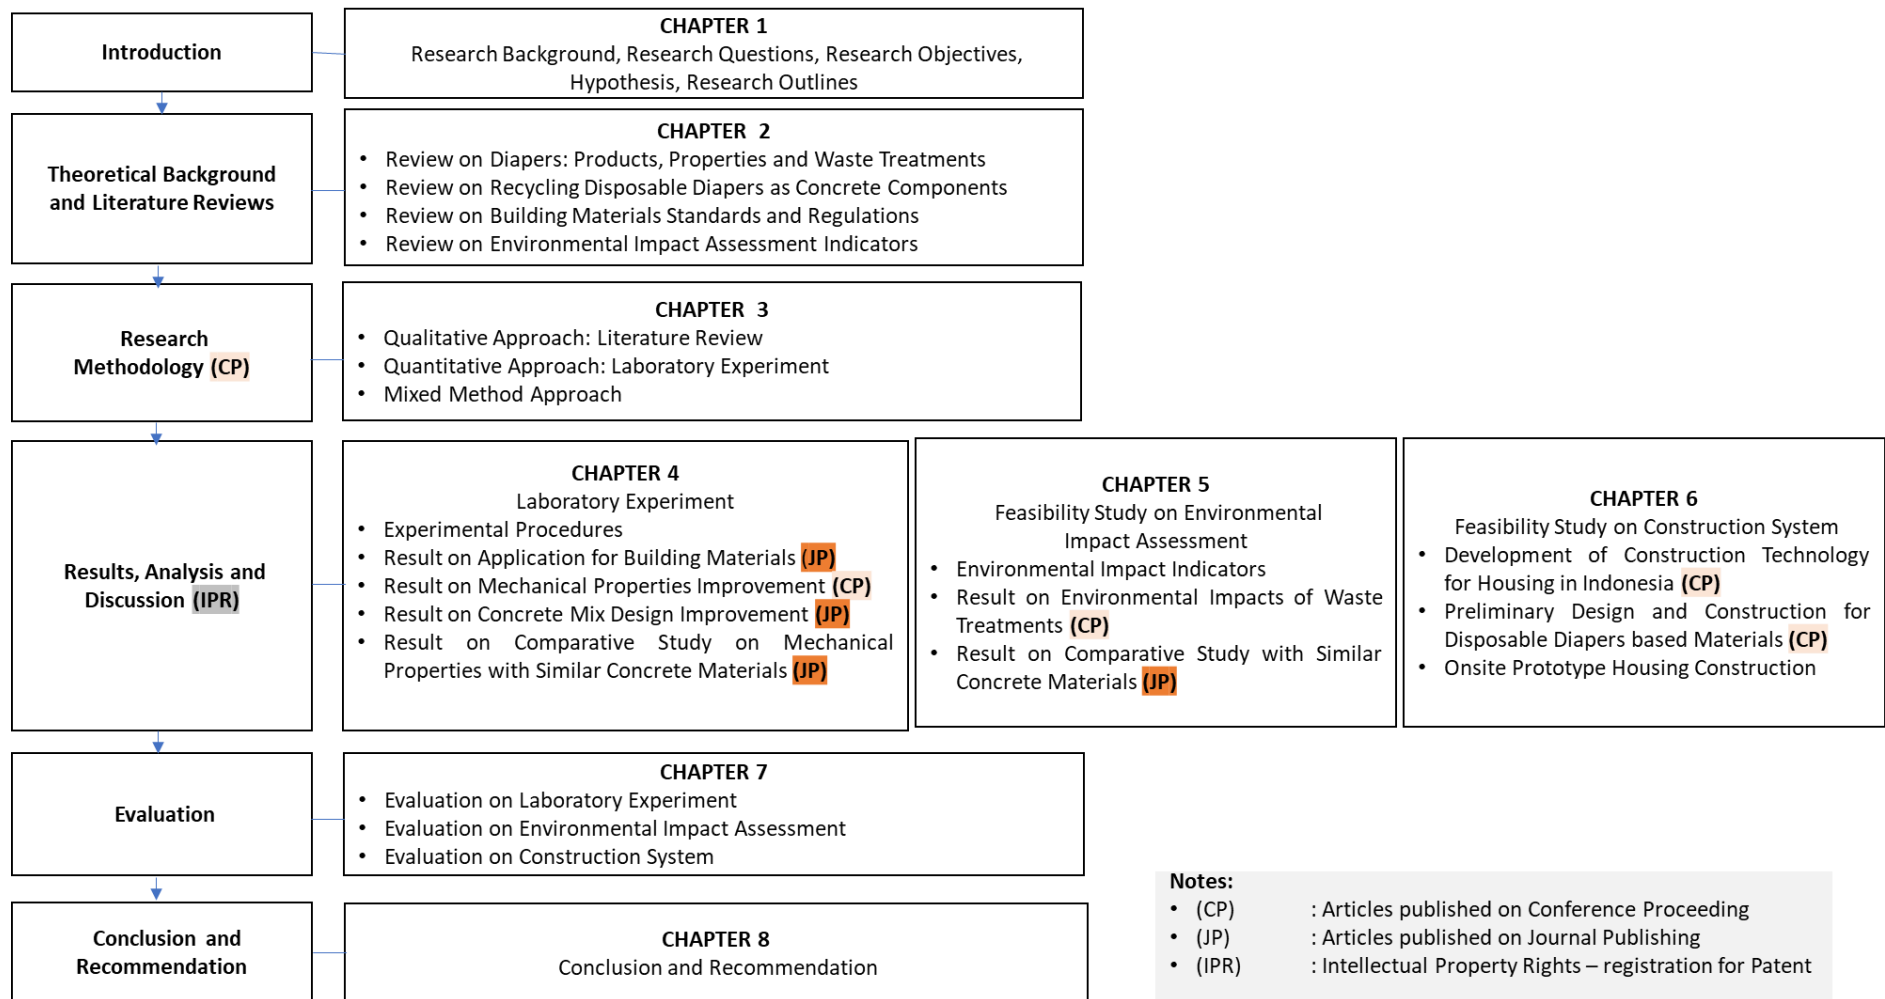 Introduction
CHAPTER 1
Research Background, Research Questions, Research Objectives,
Hypothesis, Research Outlines
Theoretical Background
and Literature Reviews
CHAPTER 2
• Review on Diapers: Products, Properties and Waste Treatments
• Review on Recycling Disposable Diapers as Concrete Components
• Review on Building Materials Standards and Regulations
• Review on Environmental Impact Assessment Indicators
Research
Methodology (CP)
CHAPTER 3
• Qualitative Approach: Literature Review
• Quantitative Approach: Laboratory Experiment
• Mixed Method Approach
Results, Analysis and
Discussion (IPR)
CHAPTER 4
Laboratory Experiment
• Experimental Procedures
• Result on Application for Building Materials (JP)
• Result on Mechanical Properties Improvement (CP)
• Result on Concrete Mix Design Improvement (JP)
• Result on Comparative Study on Mechanical
Properties with Similar Concrete Materials (JP)
CHAPTER 5
Feasibility Study on Environmental
Impact Assessment
• Environmental Impact Indicators
• Result on Environmental Impacts of Waste
Treatments (CP)
• Result on Comparative Study with Similar
Concrete Materials (JP)
CHAPTER 6
Feasibility Study on Construction System
• Development of Construction Technology
for Housing in Indonesia (CP)
• Preliminary Design and Construction for
Disposable Diapers based Materials (CP)
• Onsite Prototype Housing Construction
Evaluation
CHAPTER 7
• Evaluation on Laboratory Experiment
• Evaluation on Environmental Impact Assessment
• Evaluation on Construction System
Conclusion and
Recommendation
CHAPTER 8
Conclusion and Recommendation
Notes:
• (CP) : Articles published on Conference Proceeding
• (JP) : Articles published on Journal Publishing
• (IPR) : Intellectual Property Rights – registration for Patent